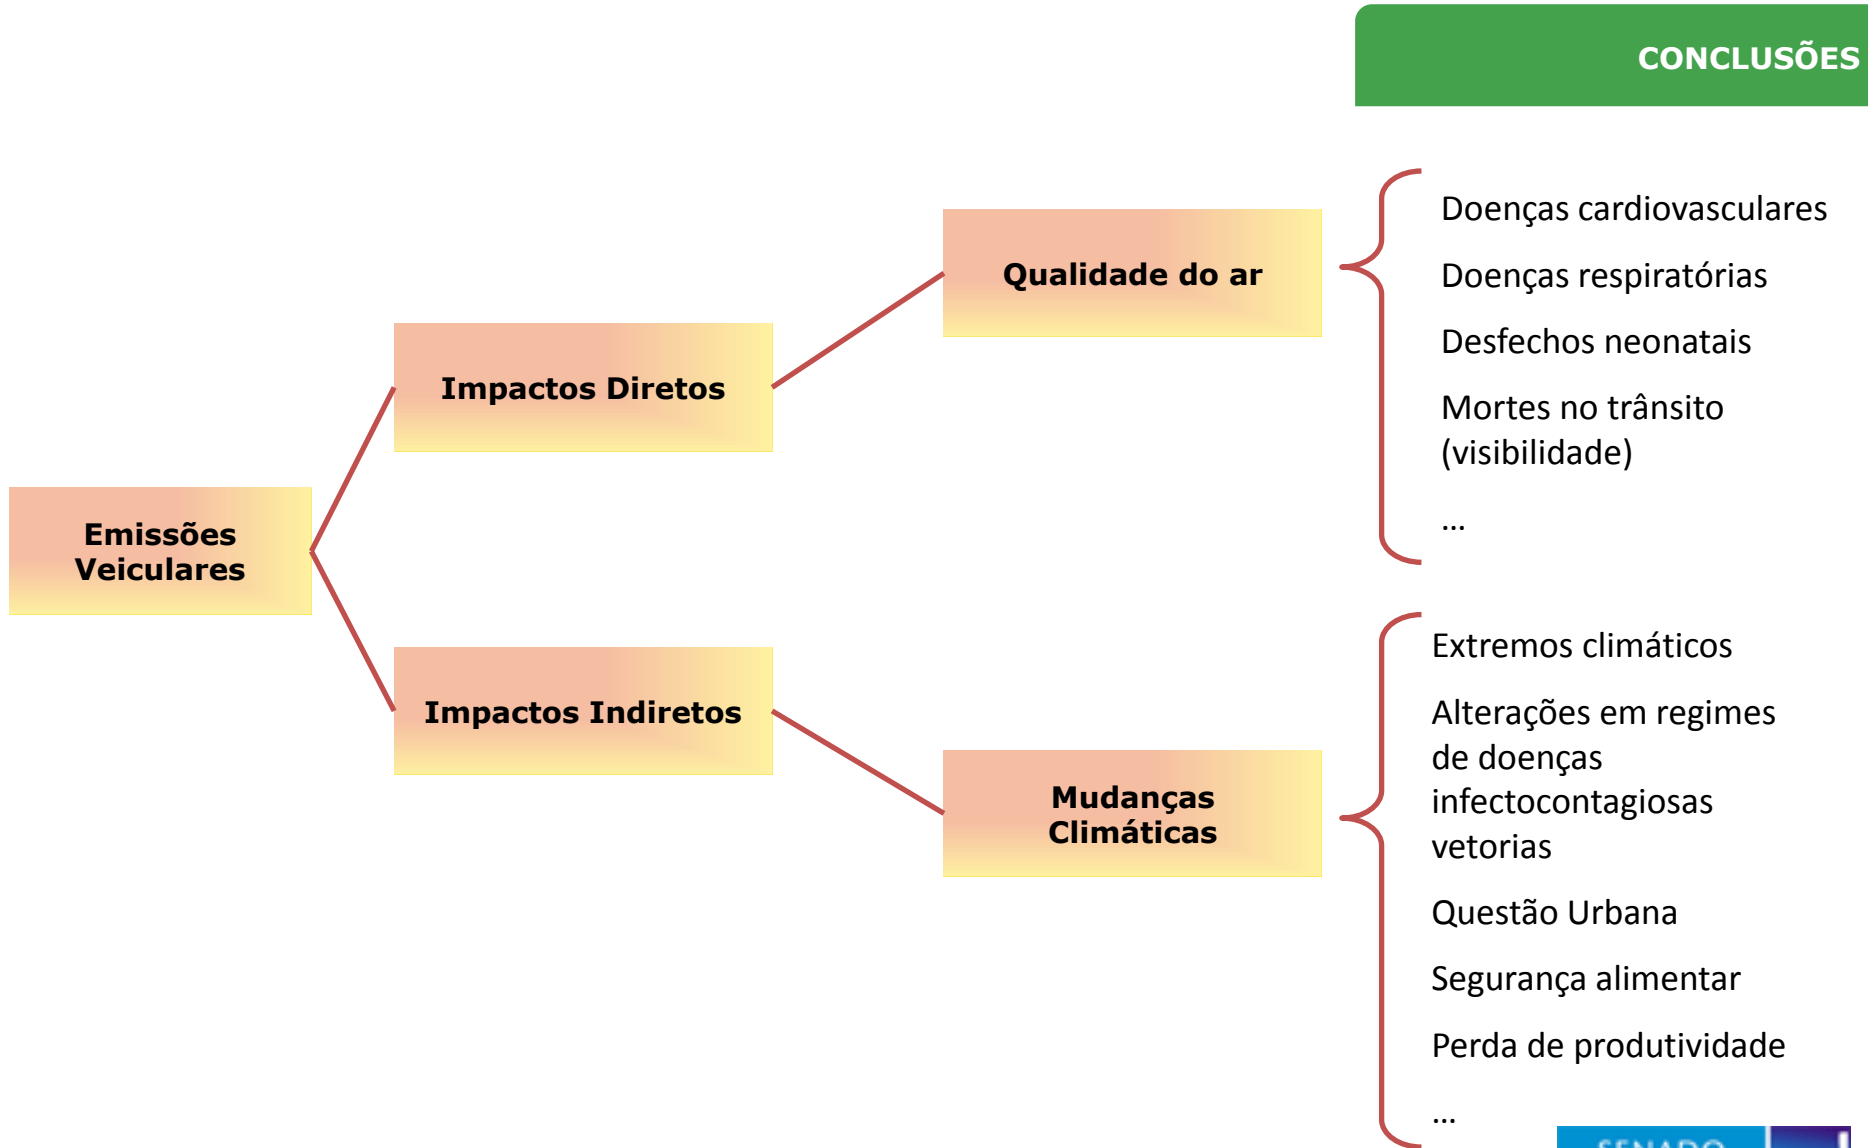 CONCLUSÕES
Emissões
Veiculares
Impactos Diretos
Qualidade do ar
Doenças cardiovasculares
Doenças respiratórias
Desfechos neonatais
Mortes no trânsito
(visibilidade)
...
Impactos Indiretos
Mudanças
Climáticas
Extremos climáticos
Alterações em regimes
de doenças
infectocontagiosas
vetorias
Questão Urbana
Segurança alimentar
Perda de produtividade
...
SENADO